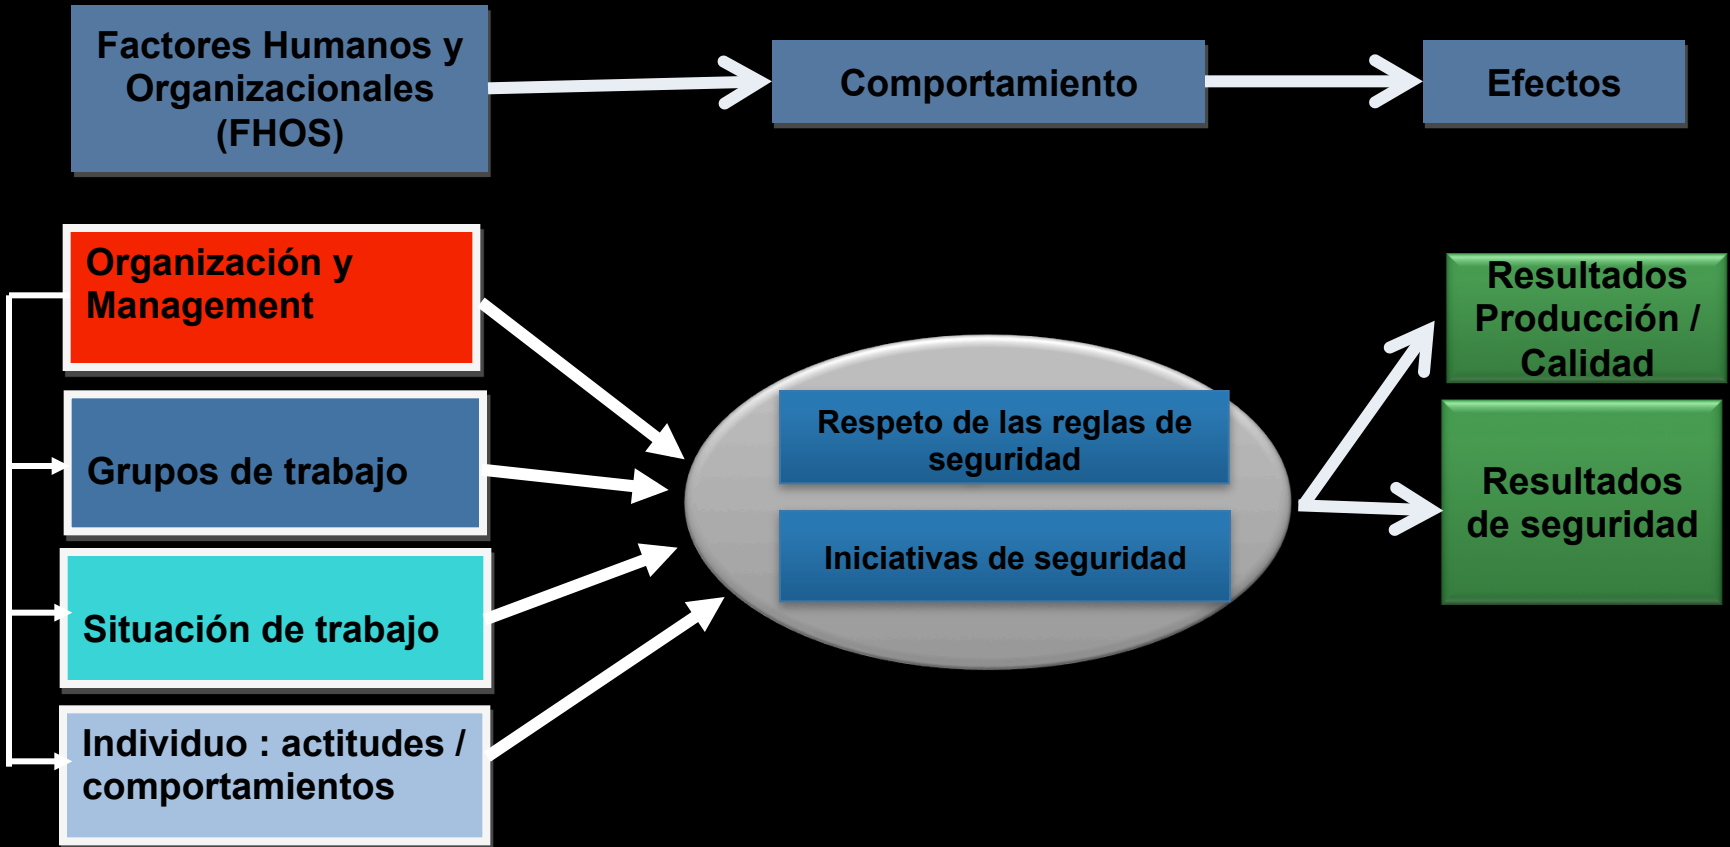 Factores Humanos y
Organizacionales
(FHOS)
Comportamiento
Efectos
Organización y
Management
Grupos de trabajo
Situación de trabajo
Individuo : actitudes /
comportamientos
Respeto de las reglas de
seguridad
Iniciativas de seguridad
Resultados
Producción /
Calidad
Resultados
de seguridad